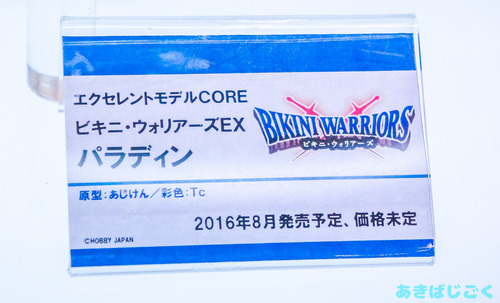 エクセレントモデルCORE
ビキニ・ウォリアーズEX
パラディン
BIKINI WARRIORS
ビキニ・ウォリアーズ
原型:あじけん/彩色:Tc
2016年8月発売予定、価格未定
©HOBBY JAPAN
あきばじごく